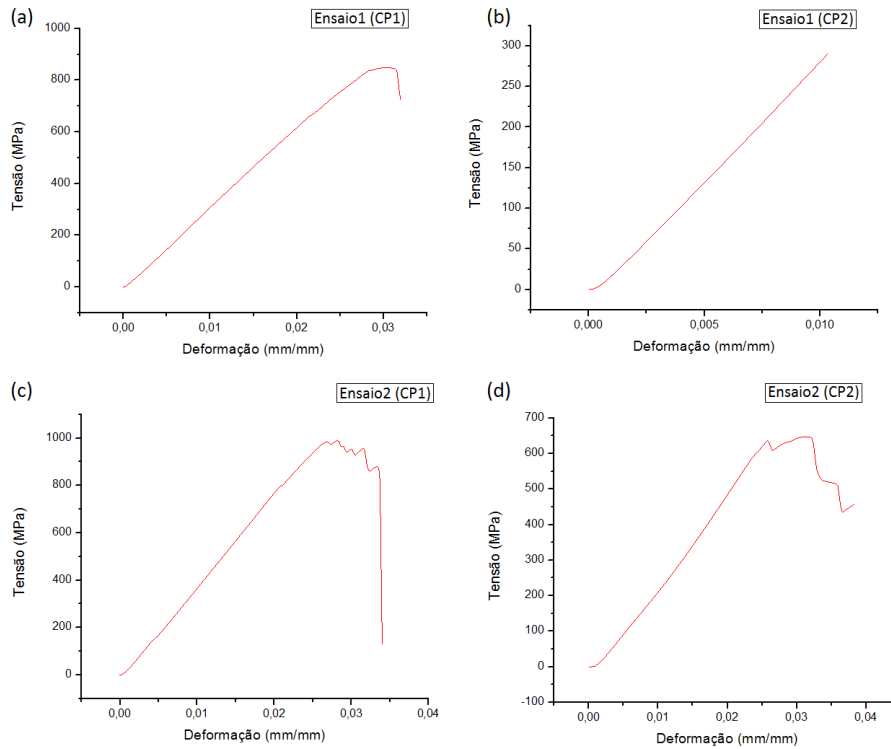 (a)
Ensaio1 (CP1)
1000
800
600
400
200
0
Tensão (MPa)
0,00 0,01 0,02 0,03
Deformação (mm/mm)
(b)
Ensaio1 (CP2)
300
250
200
150
100
50
0
Tensão (MPa)
0,000 0,005 0,010
Deformação (mm/mm)
(c)
Ensaio2 (CP1)
1000
800
600
400
200
0
Tensão (MPa)
0,00 0,01 0,02 0,03 0,04
Deformação (mm/mm)
(d)
Ensaio2 (CP2)
700
600
500
400
300
200
100
0
-100
Tensão (MPa)
0,00 0,01 0,02 0,03 0,04
Deformação (mm/mm)